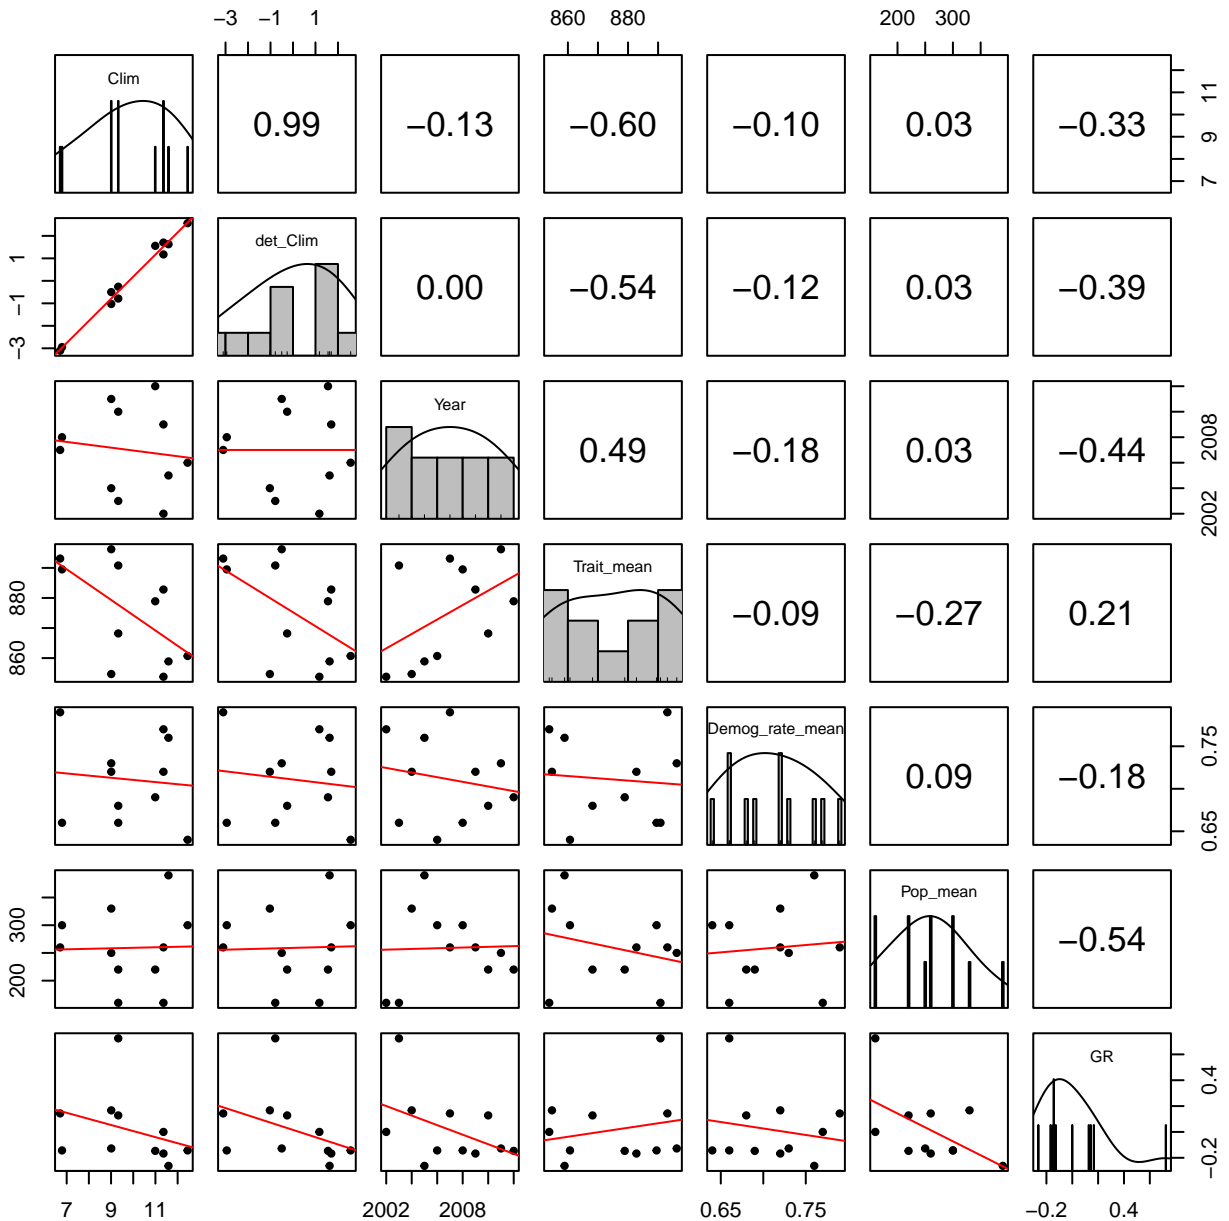 −3 −1 1 860 880 200 300
Clim 0.99 −0.13 −0.60 −0.10 0.03 −0.33 7 9 11
−3 −1 1 det_Clim 0.00 −0.54 −0.12 0.03 −0.39
Year 0.49 −0.18 0.03 −0.44 2002 2008
860 880 Trait_mean −0.09 −0.27 0.21
Demog_rate_mean 0.09 −0.18 0.65 0.75
200 300 Pop_mean −0.54
GR −0.2 0.4
7 9 11 2002 2008 0.65 0.75 −0.2 0.4